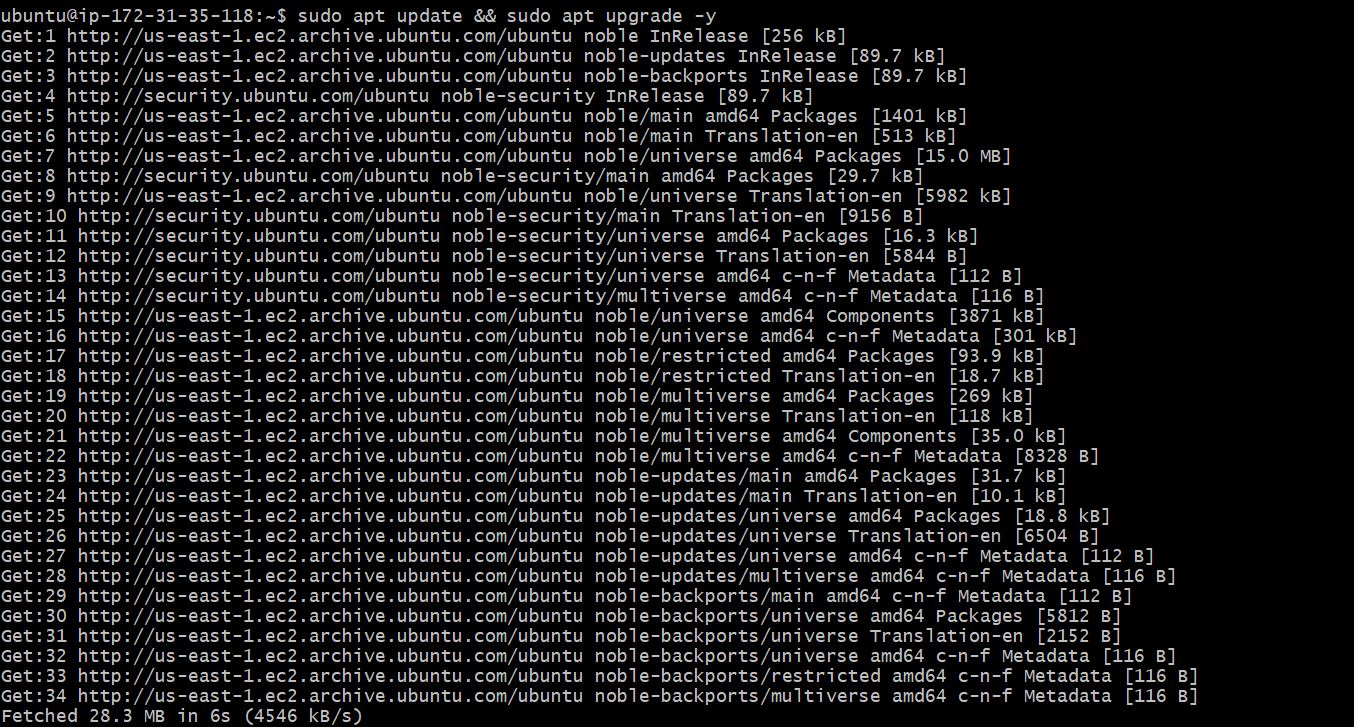 ubuntu@ip-172-31-35-118:~$ sudo apt update && sudo apt upgrade -y
Get:1 http://us-east-1.ec2.archive.ubuntu.com/ubuntu noble InRelease [256 kB]
Get:2 http://us-east-1.ec2.archive.ubuntu.com/ubuntu noble-updates InRelease [89.7 kB]
Get:3 http://us-east-1.ec2.archive.ubuntu.com/ubuntu noble-backports InRelease [89.7 kB]
Get:4 http://security.ubuntu.com/ubuntu noble-security InRelease [89.7 kB]
Get:5 http://us-east-1.ec2.archive.ubuntu.com/ubuntu noble/main amd64 Packages [1401 kB]
Get:6 http://us-east-1.ec2.archive.ubuntu.com/ubuntu noble/main Translation-en [513 kB]
Get:7 http://us-east-1.ec2.archive.ubuntu.com/ubuntu noble/universe amd64 Packages [15.0 MB]
Get:8 http://security.ubuntu.com/ubuntu noble-security/main amd64 Packages [29.7 kB]
Get:9 http://us-east-1.ec2.archive.ubuntu.com/ubuntu noble/universe Translation-en [5982 kB]
Get:10 http://security.ubuntu.com/ubuntu noble-security/main Translation-en [9156 B]
Get:11 http://security.ubuntu.com/ubuntu noble-security/universe amd64 Packages [16.3 kB]
Get:12 http://security.ubuntu.com/ubuntu noble-security/universe Translation-en [5844 B]
Get:13 http://security.ubuntu.com/ubuntu noble-security/universe amd64 c-n-f Metadata [112 B]
Get:14 http://security.ubuntu.com/ubuntu noble-security/multiverse amd64 c-n-f Metadata [116 B]
Get:15 http://us-east-1.ec2.archive.ubuntu.com/ubuntu noble/universe amd64 Components [3871 kB]
Get:16 http://us-east-1.ec2.archive.ubuntu.com/ubuntu noble/universe amd64 c-n-f Metadata [301 kB]
Get:17 http://us-east-1.ec2.archive.ubuntu.com/ubuntu noble/restricted amd64 Packages [93.9 kB]
Get:18 http://us-east-1.ec2.archive.ubuntu.com/ubuntu noble/restricted Translation-en [18.7 kB]
Get:19 http://us-east-1.ec2.archive.ubuntu.com/ubuntu noble/multiverse amd64 Packages [269 kB]
Get:20 http://us-east-1.ec2.archive.ubuntu.com/ubuntu noble/multiverse Translation-en [118 kB]
Get:21 http://us-east-1.ec2.archive.ubuntu.com/ubuntu noble/multiverse amd64 Components [35.0 kB]
Get:22 http://us-east-1.ec2.archive.ubuntu.com/ubuntu noble/multiverse amd64 c-n-f Metadata [8328 B]
Get:23 http://us-east-1.ec2.archive.ubuntu.com/ubuntu noble-updates/main amd64 Packages [31.7 kB]
Get:24 http://us-east-1.ec2.archive.ubuntu.com/ubuntu noble-updates/main Translation-en [10.1 kB]
Get:25 http://us-east-1.ec2.archive.ubuntu.com/ubuntu noble-updates/universe amd64 Packages [18.8 kB]
Get:26 http://us-east-1.ec2.archive.ubuntu.com/ubuntu noble-updates/universe Translation-en [6504 B]
Get:27 http://us-east-1.ec2.archive.ubuntu.com/ubuntu noble-updates/universe amd64 c-n-f Metadata [112 B]
Get:28 http://us-east-1.ec2.archive.ubuntu.com/ubuntu noble-updates/multiverse amd64 c-n-f Metadata [116 B]
Get:29 http://us-east-1.ec2.archive.ubuntu.com/ubuntu noble-backports/main amd64 c-n-f Metadata [112 B]
Get:30 http://us-east-1.ec2.archive.ubuntu.com/ubuntu noble-backports/universe amd64 Packages [5812 B]
Get:31 http://us-east-1.ec2.archive.ubuntu.com/ubuntu noble-backports/universe Translation-en [2152 B]
Get:32 http://us-east-1.ec2.archive.ubuntu.com/ubuntu noble-backports/universe amd64 c-n-f Metadata [116 B]
Get:33 http://us-east-1.ec2.archive.ubuntu.com/ubuntu noble-backports/restricted amd64 c-n-f Metadata [116 B]
Get:34 http://us-east-1.ec2.archive.ubuntu.com/ubuntu noble-backports/multiverse amd64 c-n-f Metadata [116 B]
Fetched 28.3 MB in 6s (4546 kB/s)